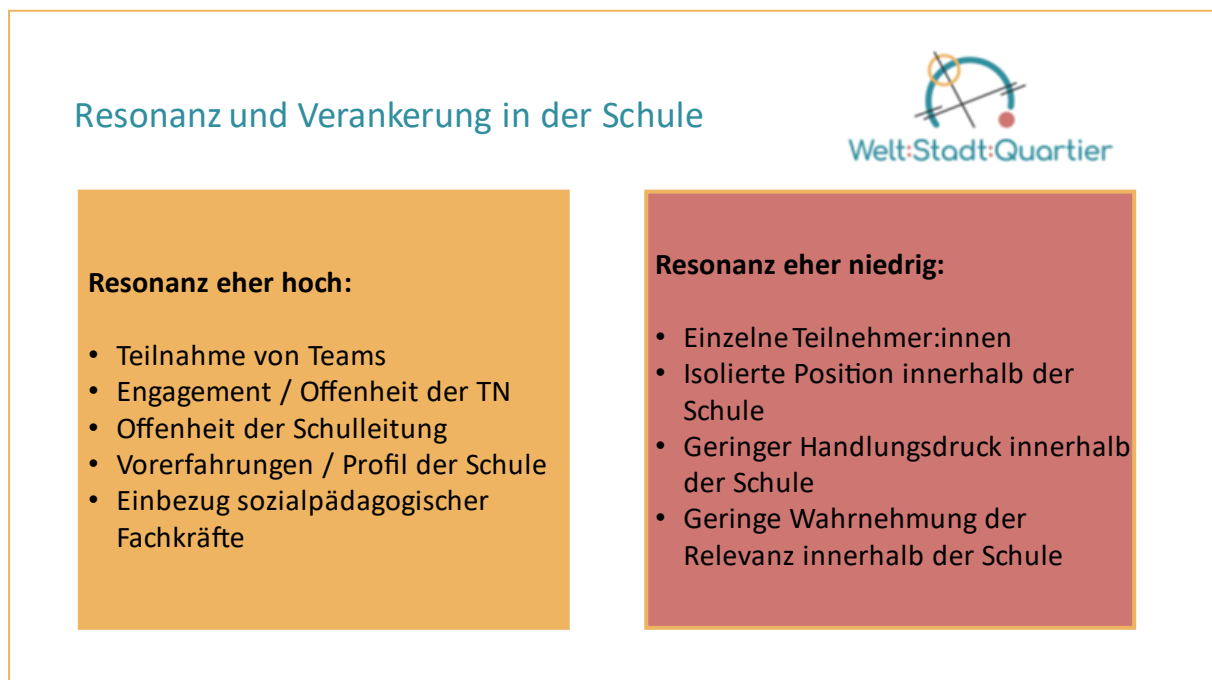 Resonanz und Verankerung in der Schule
Welt:Stadt:Quartier
Resonanz eher hoch:
• Teilnahme von Teams
• Engagement / Offenheit der TN
• Offenheit der Schulleitung
• Vorerfahrungen / Profil der Schule
• Einbezug sozialpädagogischer
Fachkräfte
Resonanz eher niedrig:
• Einzelne Teilnehmer:innen
• Isolierte Position innerhalb der
Schule
• Geringer Handlungsdruck innerhalb
der Schule
• Geringe Wahrnehmung der
Relevanz innerhalb der Schule